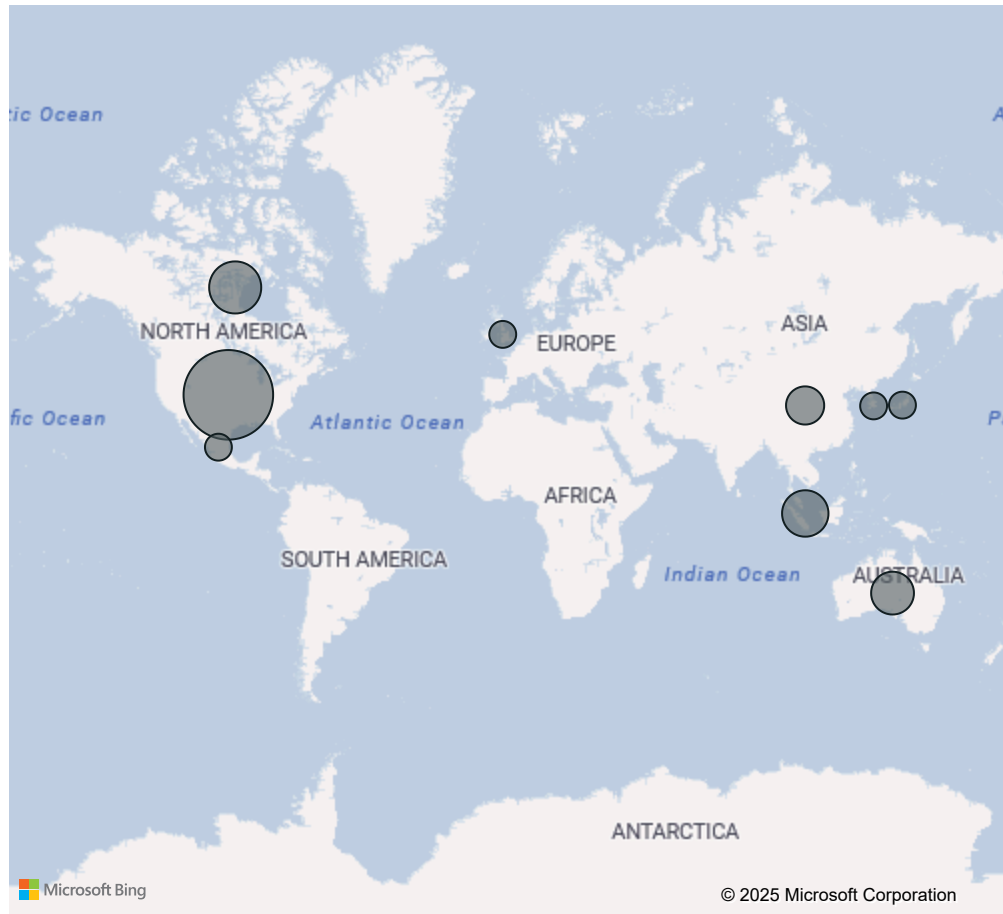 tic Ocean
A
NORTH AMERICA
EUROPE
ASIA
fic Ocean
Atlantic Ocean
P
AFRICA
SOUTH AMERICA
Indian Ocean
AUSTRALIA
ANTARCTICA
Microsoft Bing
© 2025 Microsoft Corporation